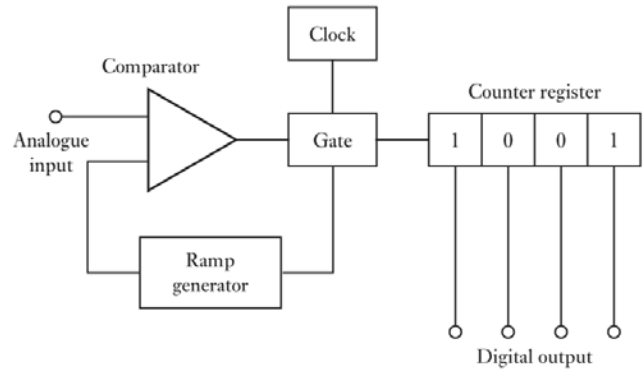 Clock
Comparator
Counter register
Analogue
input
Gate
1 0 0 1
Ramp
generator
Digital output